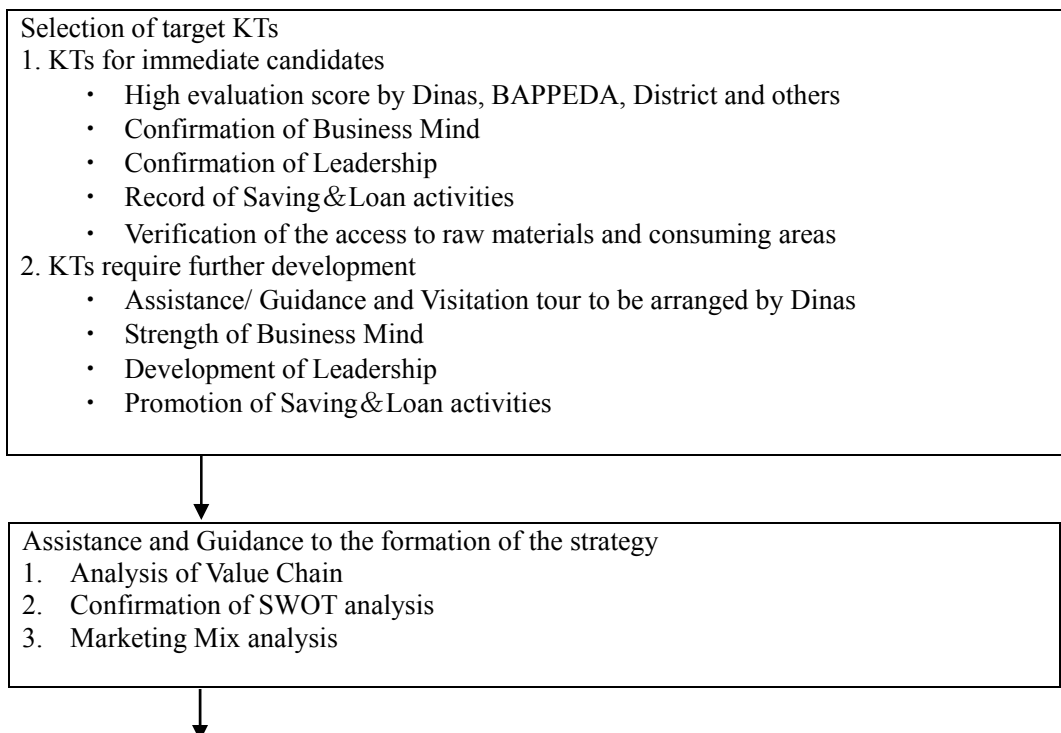 Selection of target KTs
1. KTs for immediate candidates
・ High evaluation score by Dinas, BAPPEDA, District and others
・ Confirmation of Business Mind
・ Confirmation of Leadership
・ Record of Saving＆Loan activities
・ Verification of the access to raw materials and consuming areas
2. KTs require further development
・ Assistance/ Guidance and Visitation tour to be arranged by Dinas
・ Strength of Business Mind
・ Development of Leadership
・ Promotion of Saving＆Loan activities
Assistance and Guidance to the formation of the strategy
1. Analysis of Value Chain
2. Confirmation of SWOT analysis
3. Marketing Mix analysis